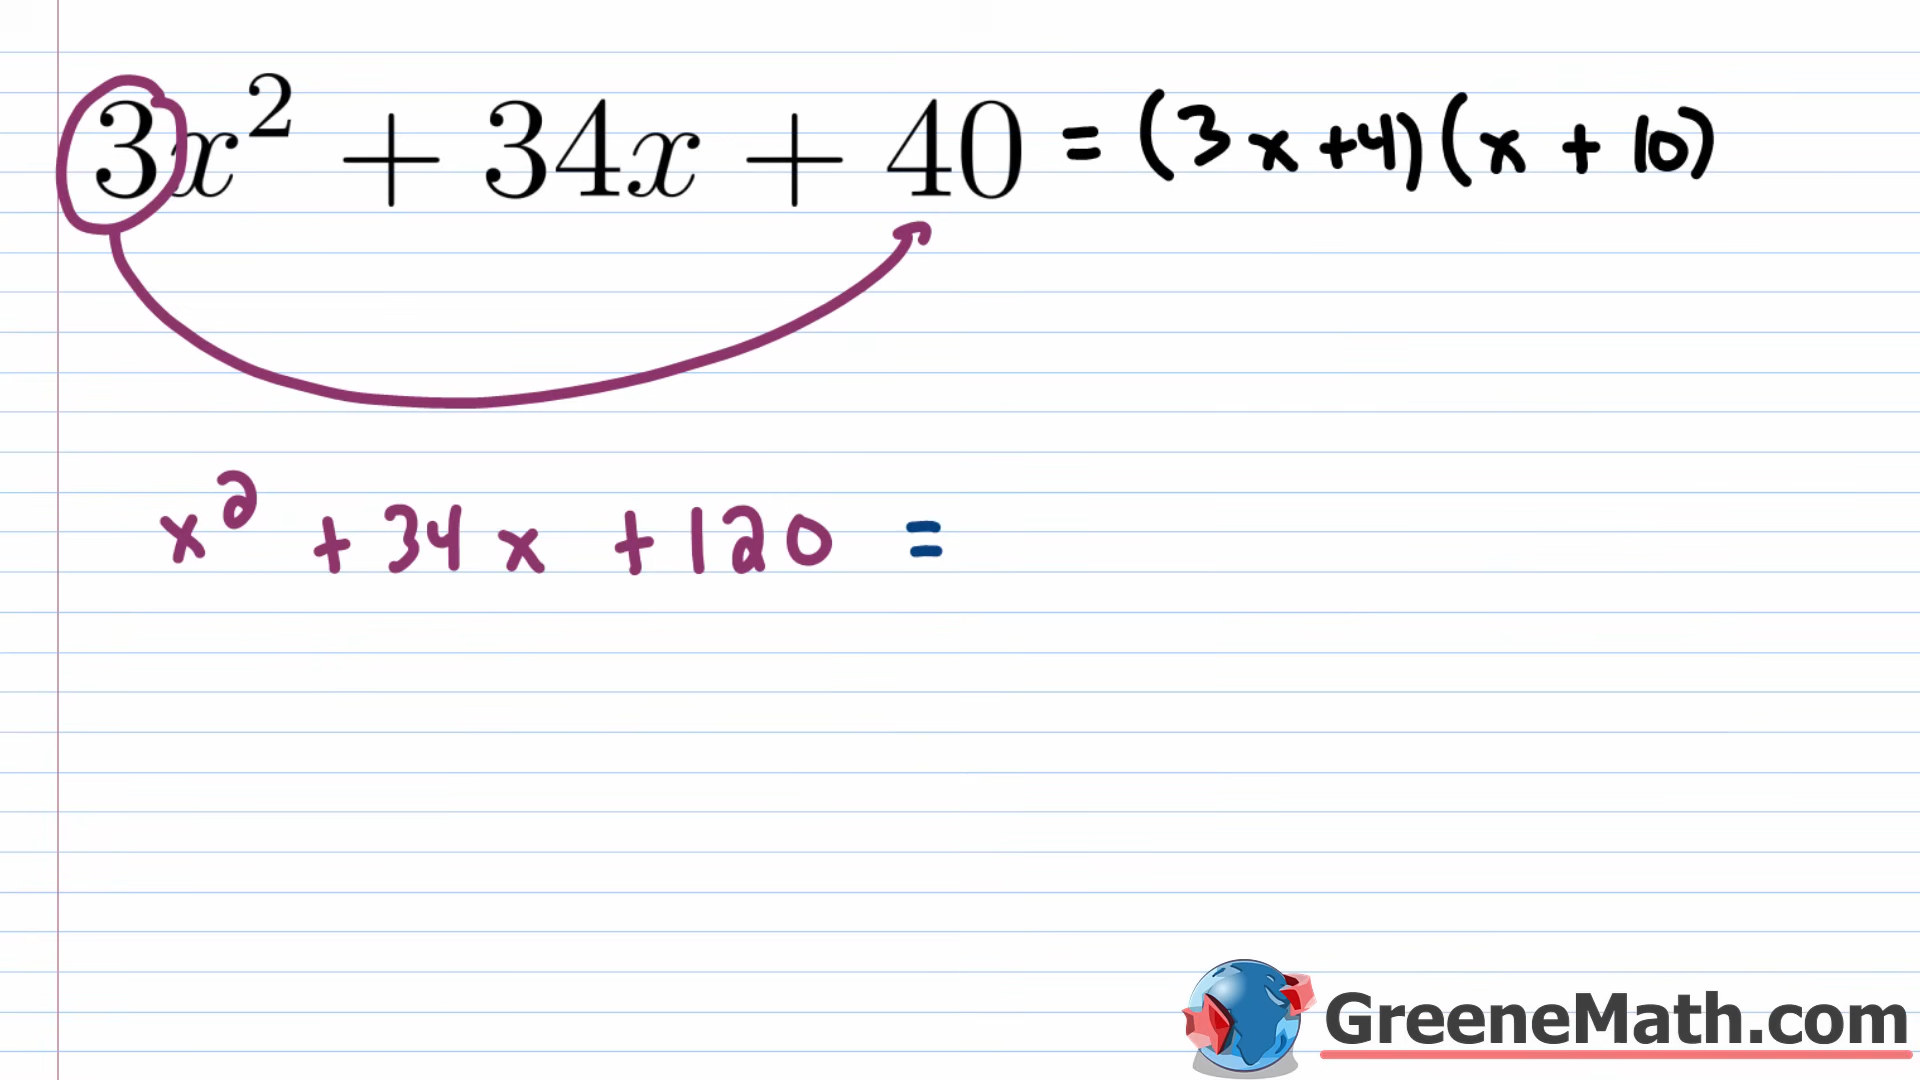 3x² + 34x + 40 = (3x + 4)(x + 10)
x² + 34x + 120 =
GreeneMath.com